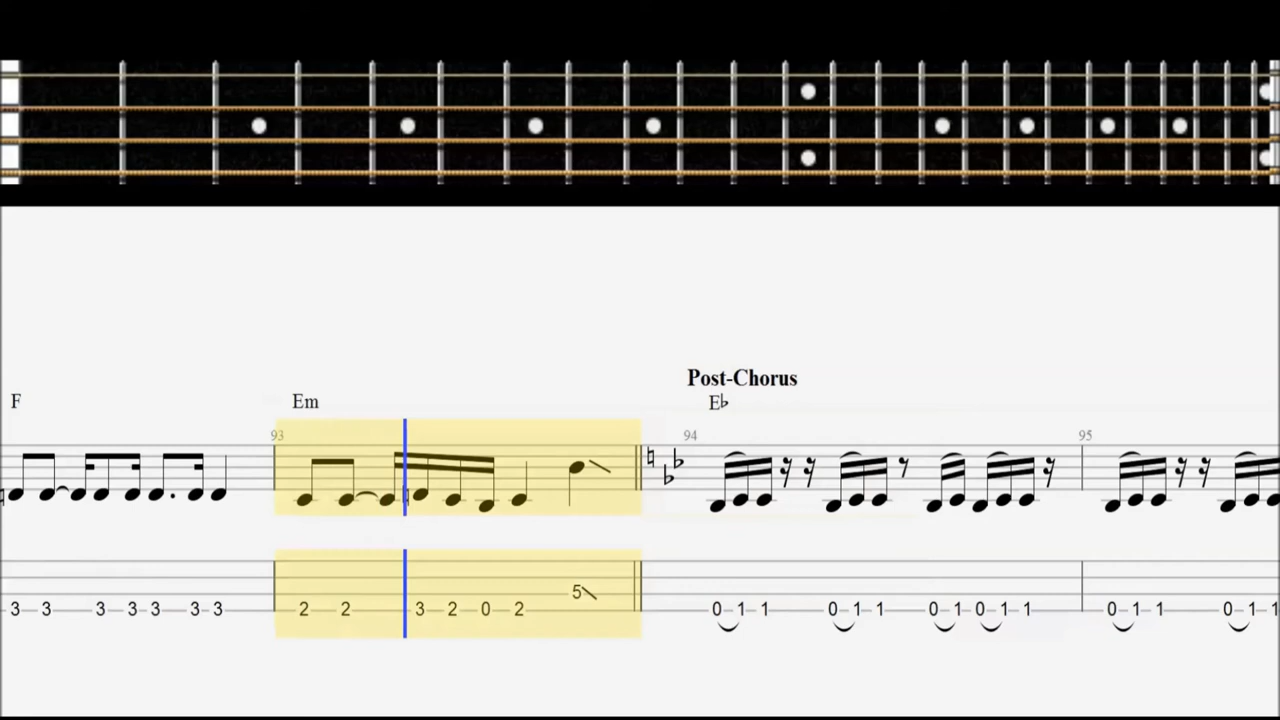 Post-Chorus
F Em E♭
93 94 95
5
3 3 3 3 3 3 3 2 2 3 2 0 2 0 1 1 0 1 1 0 1 0 1 1 0 1 1 0 1 1